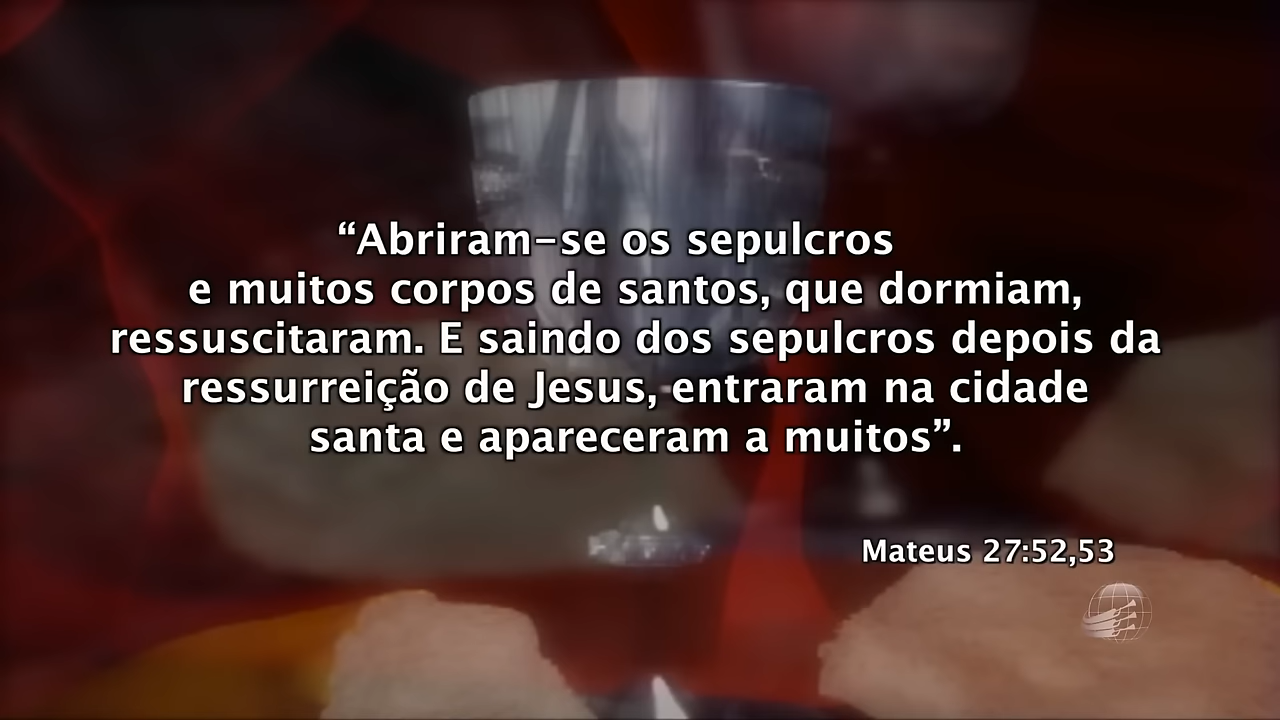 “Abriram-se os sepulcros
e muitos corpos de santos, que dormiam,
ressuscitaram. E saindo dos sepulcros depois da
ressurreição de Jesus, entraram na cidade
santa e apareceram a muitos”.
Mateus 27:52,53